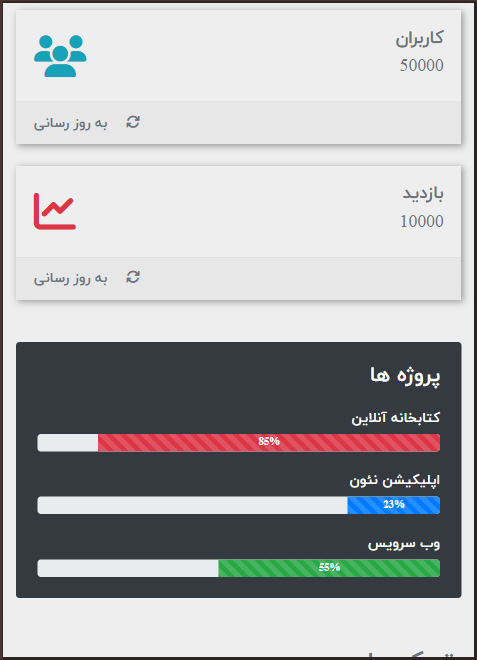 کاربران
50000
به روز رسانی
بازدید
10000
به روز رسانی
پروژه ها
کتابخانه آنلاین
85%
اپلیکیشن نئون
23%
وب سرویس
55%